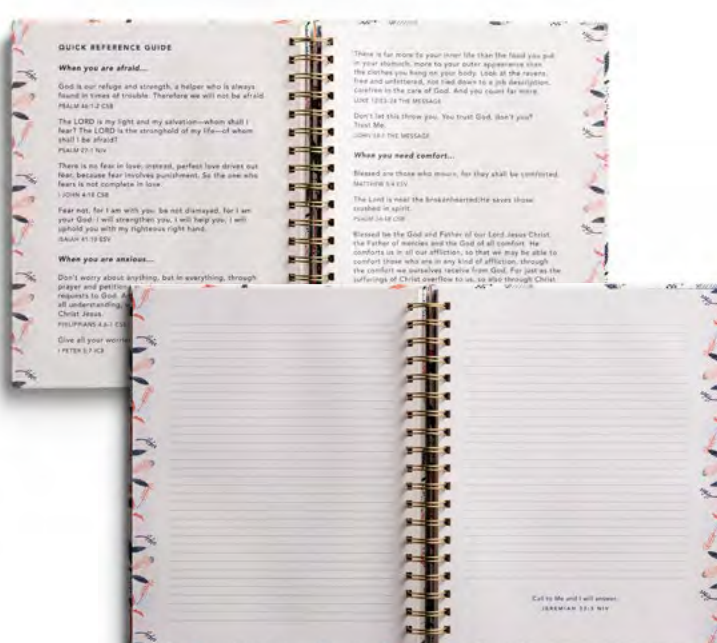 QUICK REFERENCE GUIDE
When you are afraid...
God is our refuge and strength, a helper who is always
found in times of trouble. Therefore we will not be afraid.
PSALM 46:1-2 CSB
The LORD is my light and my salvation—whom shall I
fear? The LORD is the stronghold of my life—of whom
shall I be afraid?
PSALM 27:1 NIV
There is no fear in love; instead, perfect love drives out
fear, because fear involves punishment. So the one who
fears is not complete in love.
1 JOHN 4:18 CSB
Fear not, for I am with you; be not dismayed, for I am
your God; I will strengthen you, I will help you, I will
uphold you with my righteous right hand.
ISAIAH 41:10 ESV
When you are anxious...
Don't worry about anything, but in everything, through
prayer and petition
requests to God. A
all understanding,
Christ Jesus.
PHILIPPIANS 4:6-7 CSB
Give all your worries
1 PETER 5:7 ICB
There is far more to your inner life than the food you put
in your stomach, more to your outer appearance than
the clothes you hang on your body. Look at the ravens,
free and unfettered, not tied down to a job description,
carefree in the care of God. And you count far more.
LUKE 12:23-24 THE MESSAGE
Don't let this throw you. You trust God, don't you?
Trust Me.
JOHN 14:1 THE MESSAGE
When you need comfort...
Blessed are those who mourn, for they shall be comforted.
MATTHEW 5:4 ESV
The Lord is near the brokenhearted; He saves those
crushed in spirit.
PSALM 34:18 CSB
Blessed be the God and Father of our Lord Jesus Christ,
the Father of mercies and the God of all comfort. He
comforts us in all our affliction, so that we may be able to
comfort those who are in any kind of affliction, through
the comfort we ourselves receive from God. For just as the
sufferings of Christ overflow to us, so also through Christ
Call to Me and I will answer.
JEREMIAH 33:3 NIV